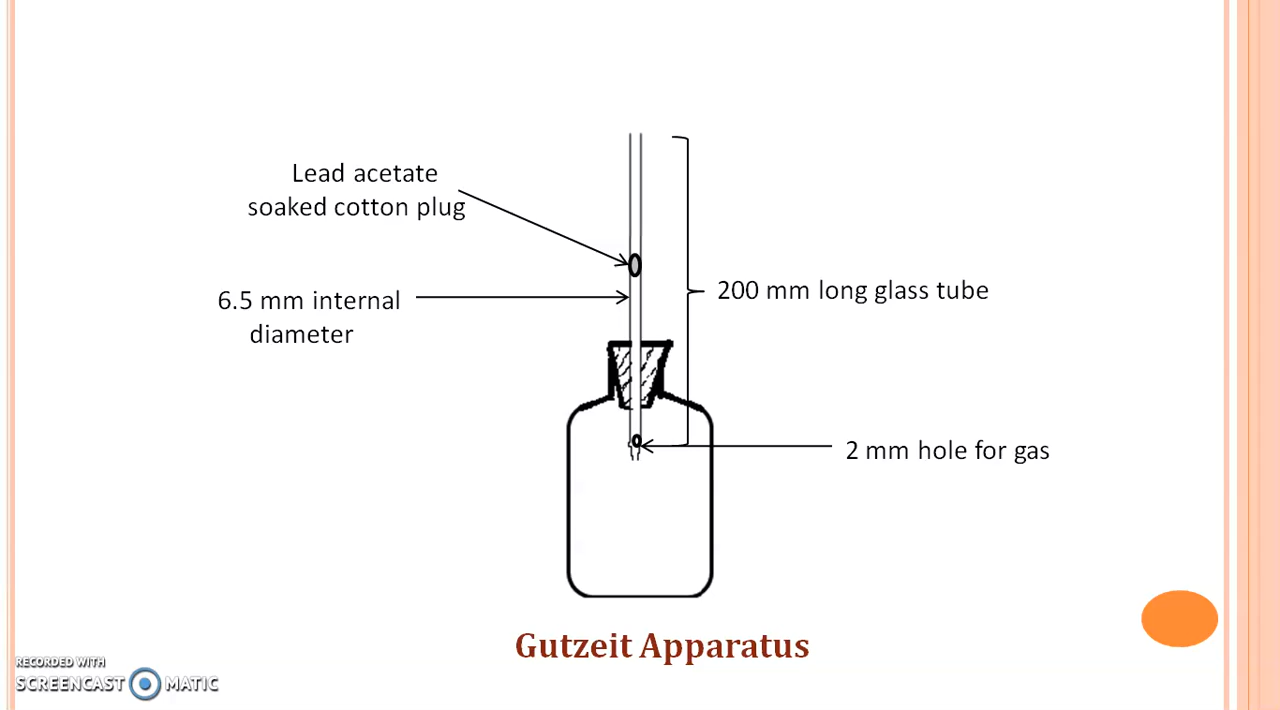 Lead acetate
soaked cotton plug
6.5 mm internal
diameter
200 mm long glass tube
2 mm hole for gas
Gutzeit Apparatus
RECORDED WITH
SCREENCAST MATIC